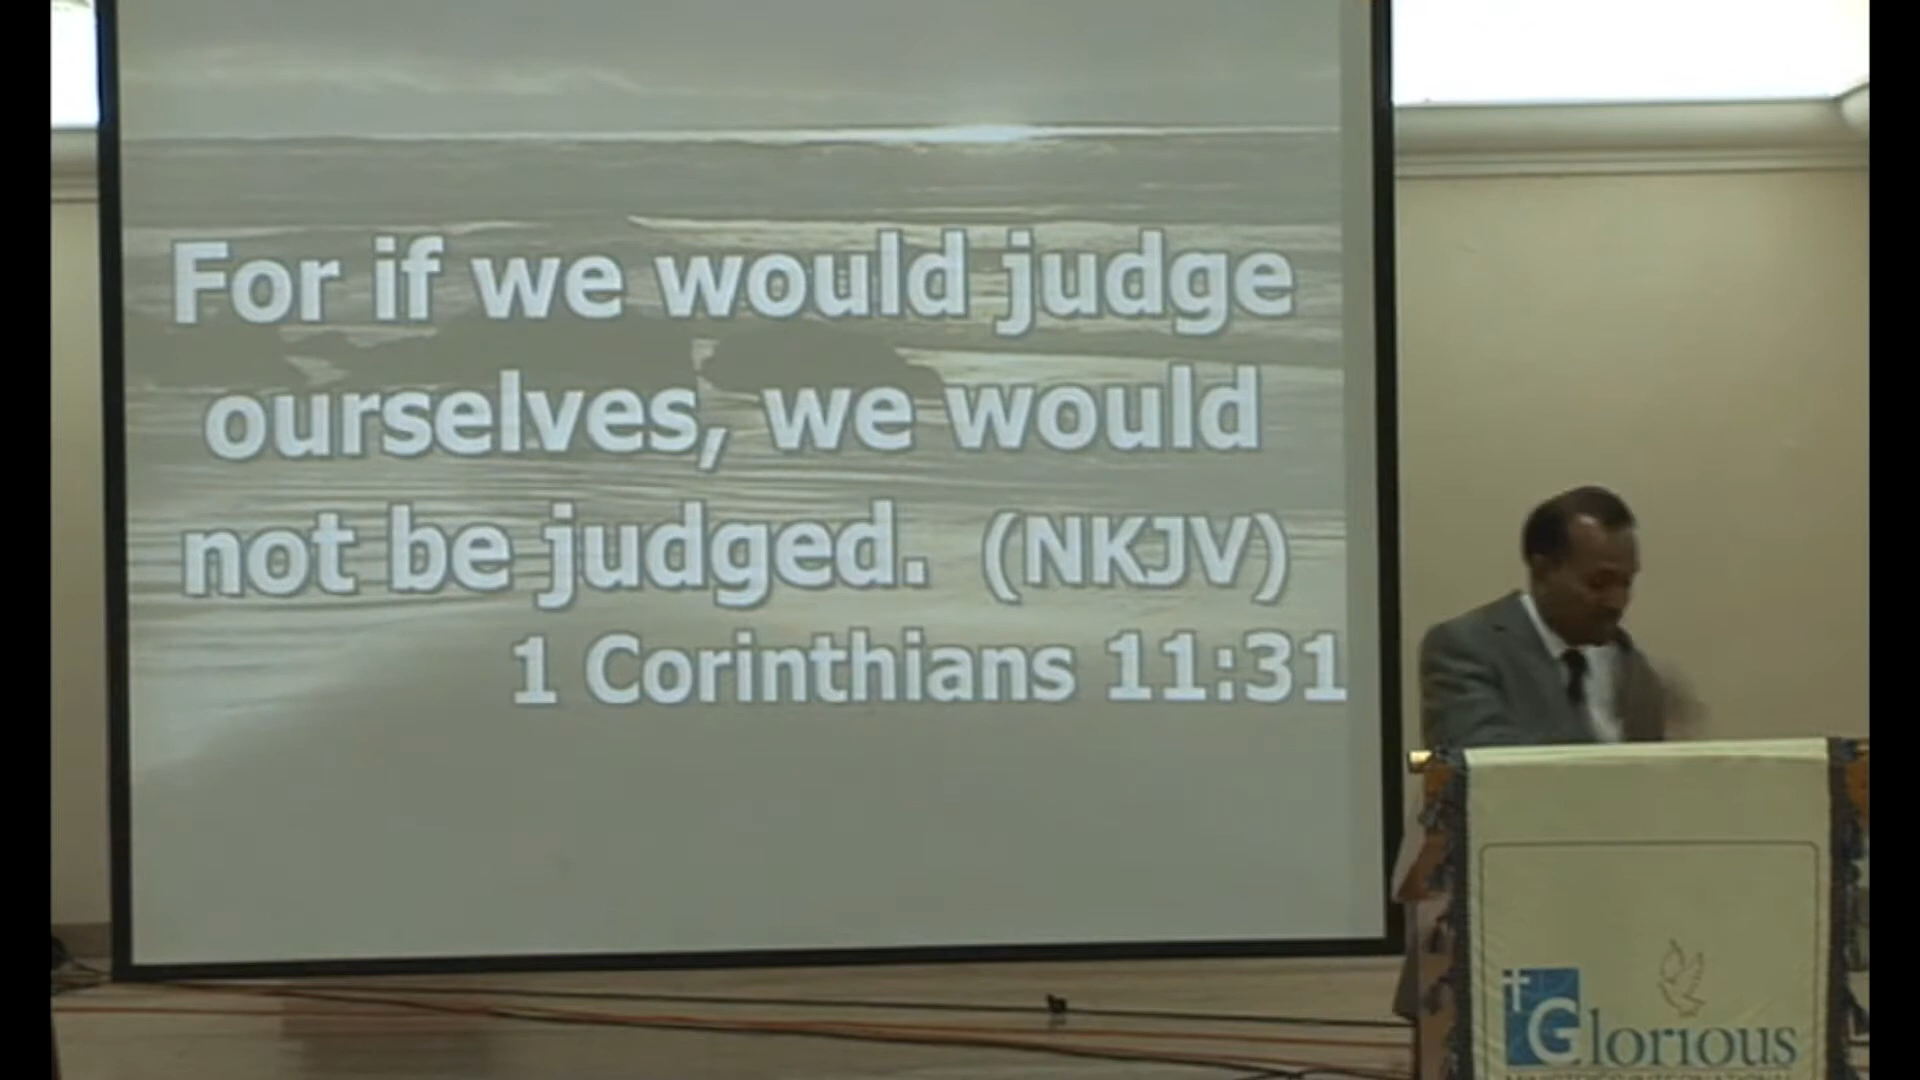 For if we would judge
ourselves, we would
not be judged. (NKJV)
1 Corinthians 11:31
Glorious